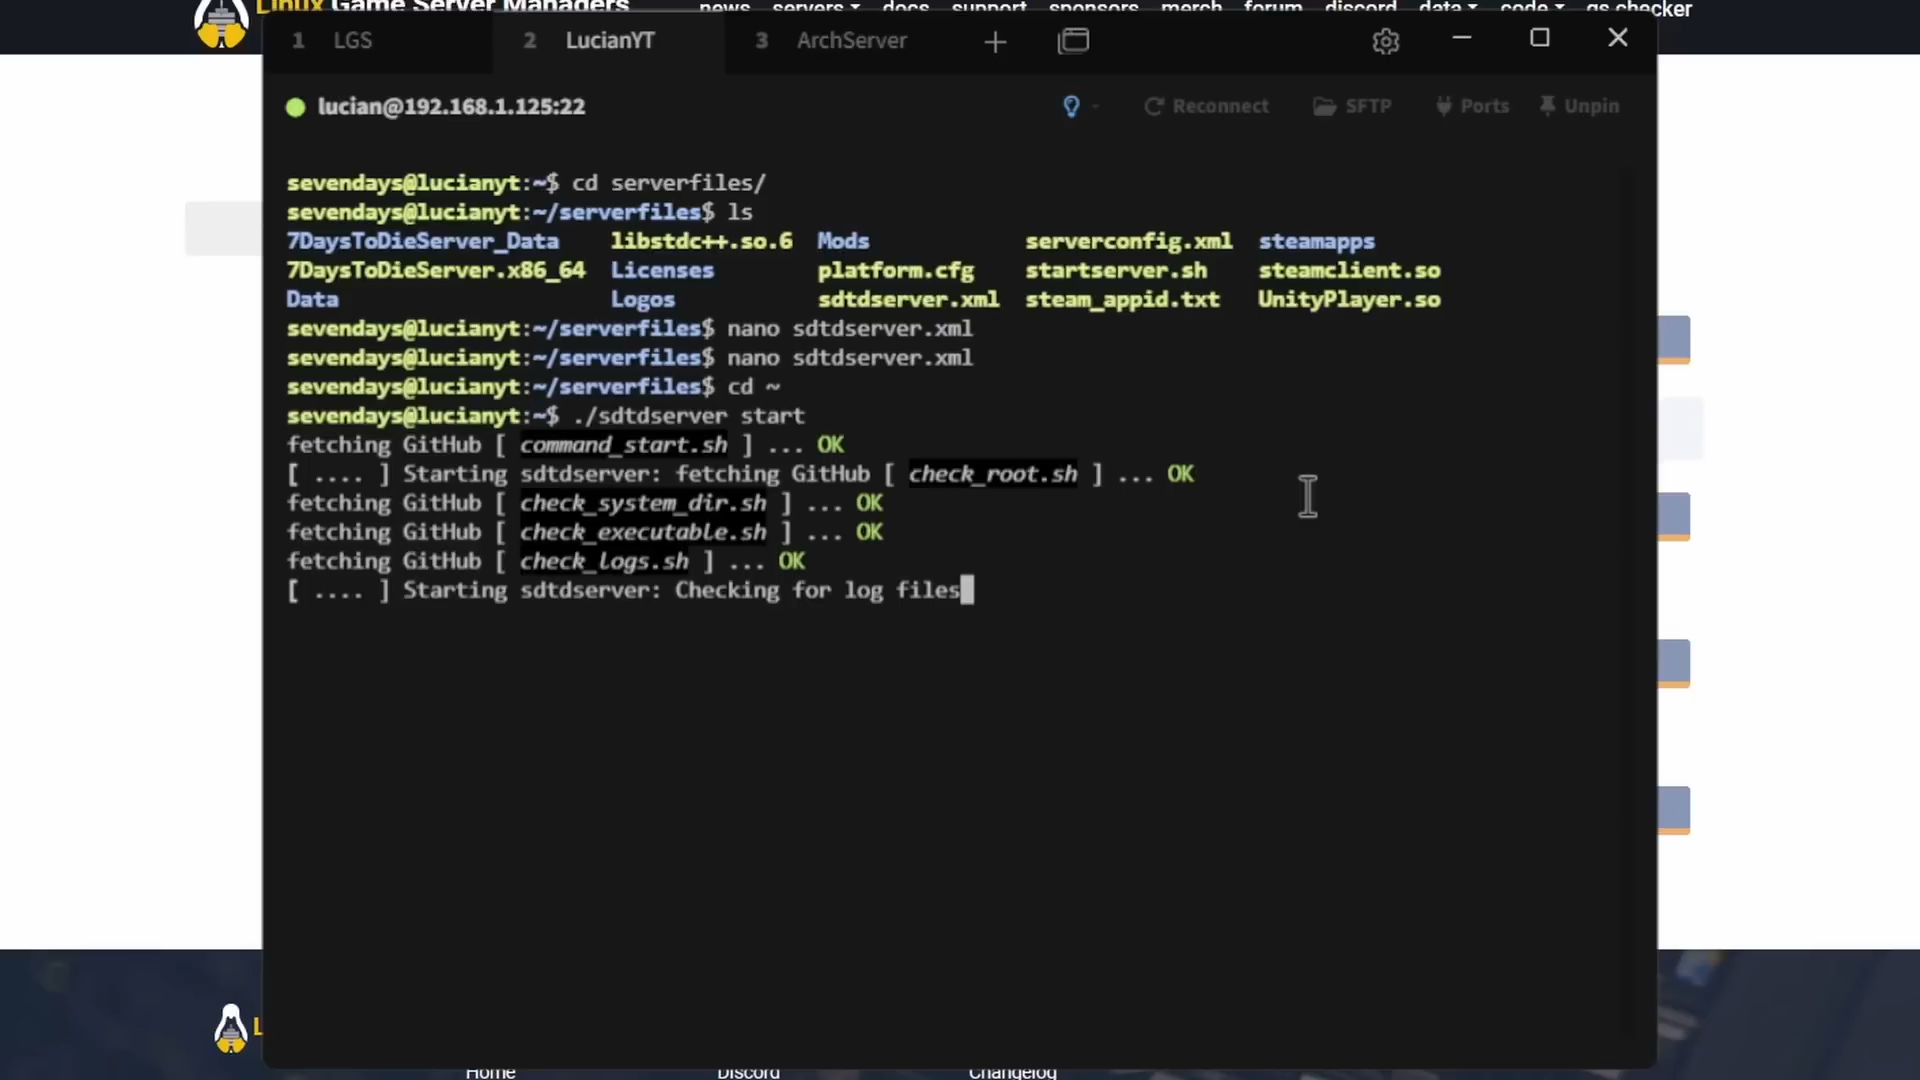 Linux Game Server Managers news servers docs support sponsors merch forum discord data code gs checker
1 LGS 2 LucianYT 3 ArchServer
lucian@192.168.1.125:22 Reconnect SFTP Ports Unpin
sevendays@lucianyt:~$ cd serverfiles/
sevendays@lucianyt:~/serverfiles$ ls
7DaysToDieServer_Data libstdc++.so.6 Mods serverconfig.xml steamapps
7DaysToDieServer.x86_64 Licenses platform.cfg startserver.sh steamclient.so
Data Logos sdtdserver.xml steam_appid.txt UnityPlayer.so
sevendays@lucianyt:~/serverfiles$ nano sdtdserver.xml
sevendays@lucianyt:~/serverfiles$ nano sdtdserver.xml
sevendays@lucianyt:~/serverfiles$ cd ~
sevendays@lucianyt:~$ ./sdtdserver start
fetching GitHub [ command_start.sh ] ... OK
[ .... ] Starting sdtdserver: fetching GitHub [ check_root.sh ] ... OK
fetching GitHub [ check_system_dir.sh ] ... OK
fetching GitHub [ check_executable.sh ] ... OK
fetching GitHub [ check_logs.sh ] ... OK
[ .... ] Starting sdtdserver: Checking for log files
L
Home Discord Changelog